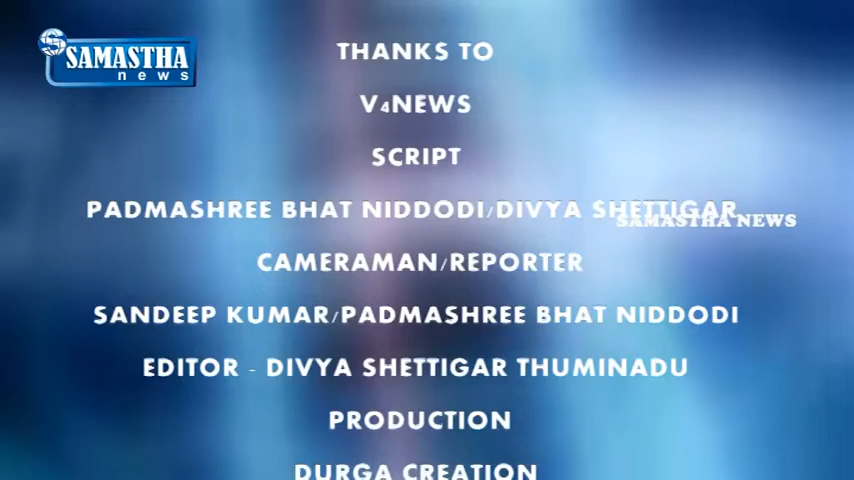 SAMASTHA
news
THANKS TO
V4NEWS
SCRIPT
PADMASHREE BHAT NIDDODI/DIVYA SHETTIGAR
SAMASTHA NEWS
CAMERAMAN/REPORTER
SANDEEP KUMAR/PADMASHREE BHAT NIDDODI
EDITOR - DIVYA SHETTIGAR THUMINADU
PRODUCTION
DURGA CREATION